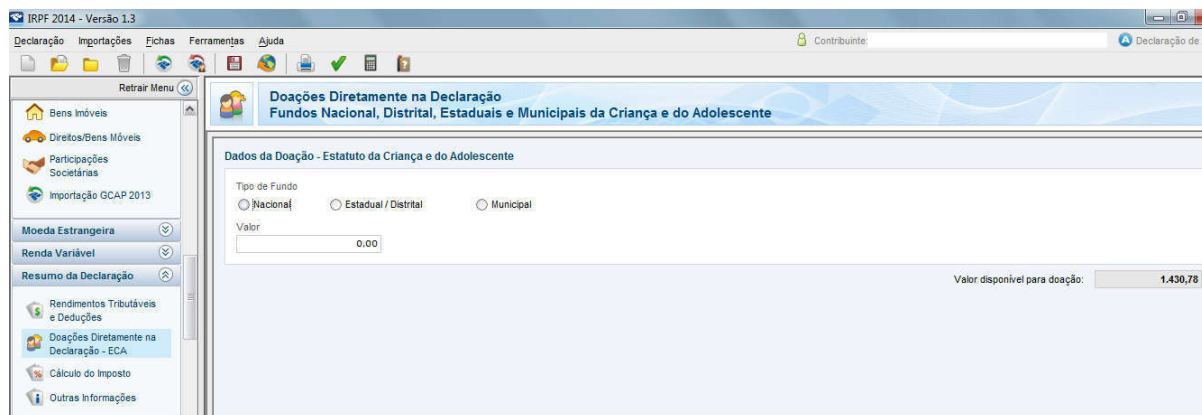 IRPF 2014 - Versão 1.3
Declaração Importações Fichas Ferramentas Ajuda
Contribuinte:
Declaração de
Retrair Menu
Bens Imóveis
Direitos/Bens Móveis
Participações
Societárias
Importação GCAP 2013
Moeda Estrangeira
Renda Variável
Resumo da Declaração
Rendimentos Tributáveis
e Deduções
Doações Diretamente na
Declaração - ECA
Cálculo do Imposto
Outras Informações
Doações Diretamente na Declaração
Fundos Nacional, Distrital, Estaduais e Municipais da Criança e do Adolescente
Dados da Doação - Estatuto da Criança e do Adolescente
Tipo de Fundo
Nacional Estadual / Distrital Municipal
Valor
0,00
Valor disponível para doação: 1.430,78